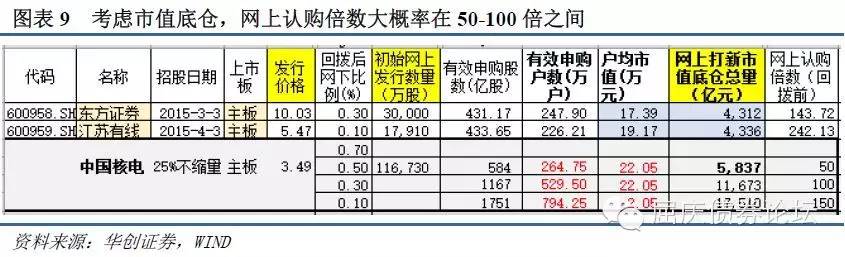 图表 9 考虑市值底仓，网上认购倍数大概率在 50-100 倍之间
代码 名称 招股日期 上市板 发行价格 回拨后网下比例(%) 初始网上发行数量(万股) 有效申购股数(亿股) 有效申购户数(万户) 户均市值(万元) 网上打新市值底仓总量(亿元) 网上认购倍数(回拨前)
600958.SH 东方证券 2015-3-3 主板 10.03 0.30 30,000 431.17 247.90 17.39 4,312 143.72
600959.SH 江苏有线 2015-4-3 主板 5.47 0.10 17,910 433.65 226.21 19.17 4,336 242.13
0.70
中国核电 25%不缩量 主板 3.49 0.50 116,730 584 264.75 22.05 5,837 50
0.30 1167 529.50 22.05 11,673 100
0.10 1751 794.25 2.05 17,510 150
屈庆债券论坛
资料来源：华创证券，WIND